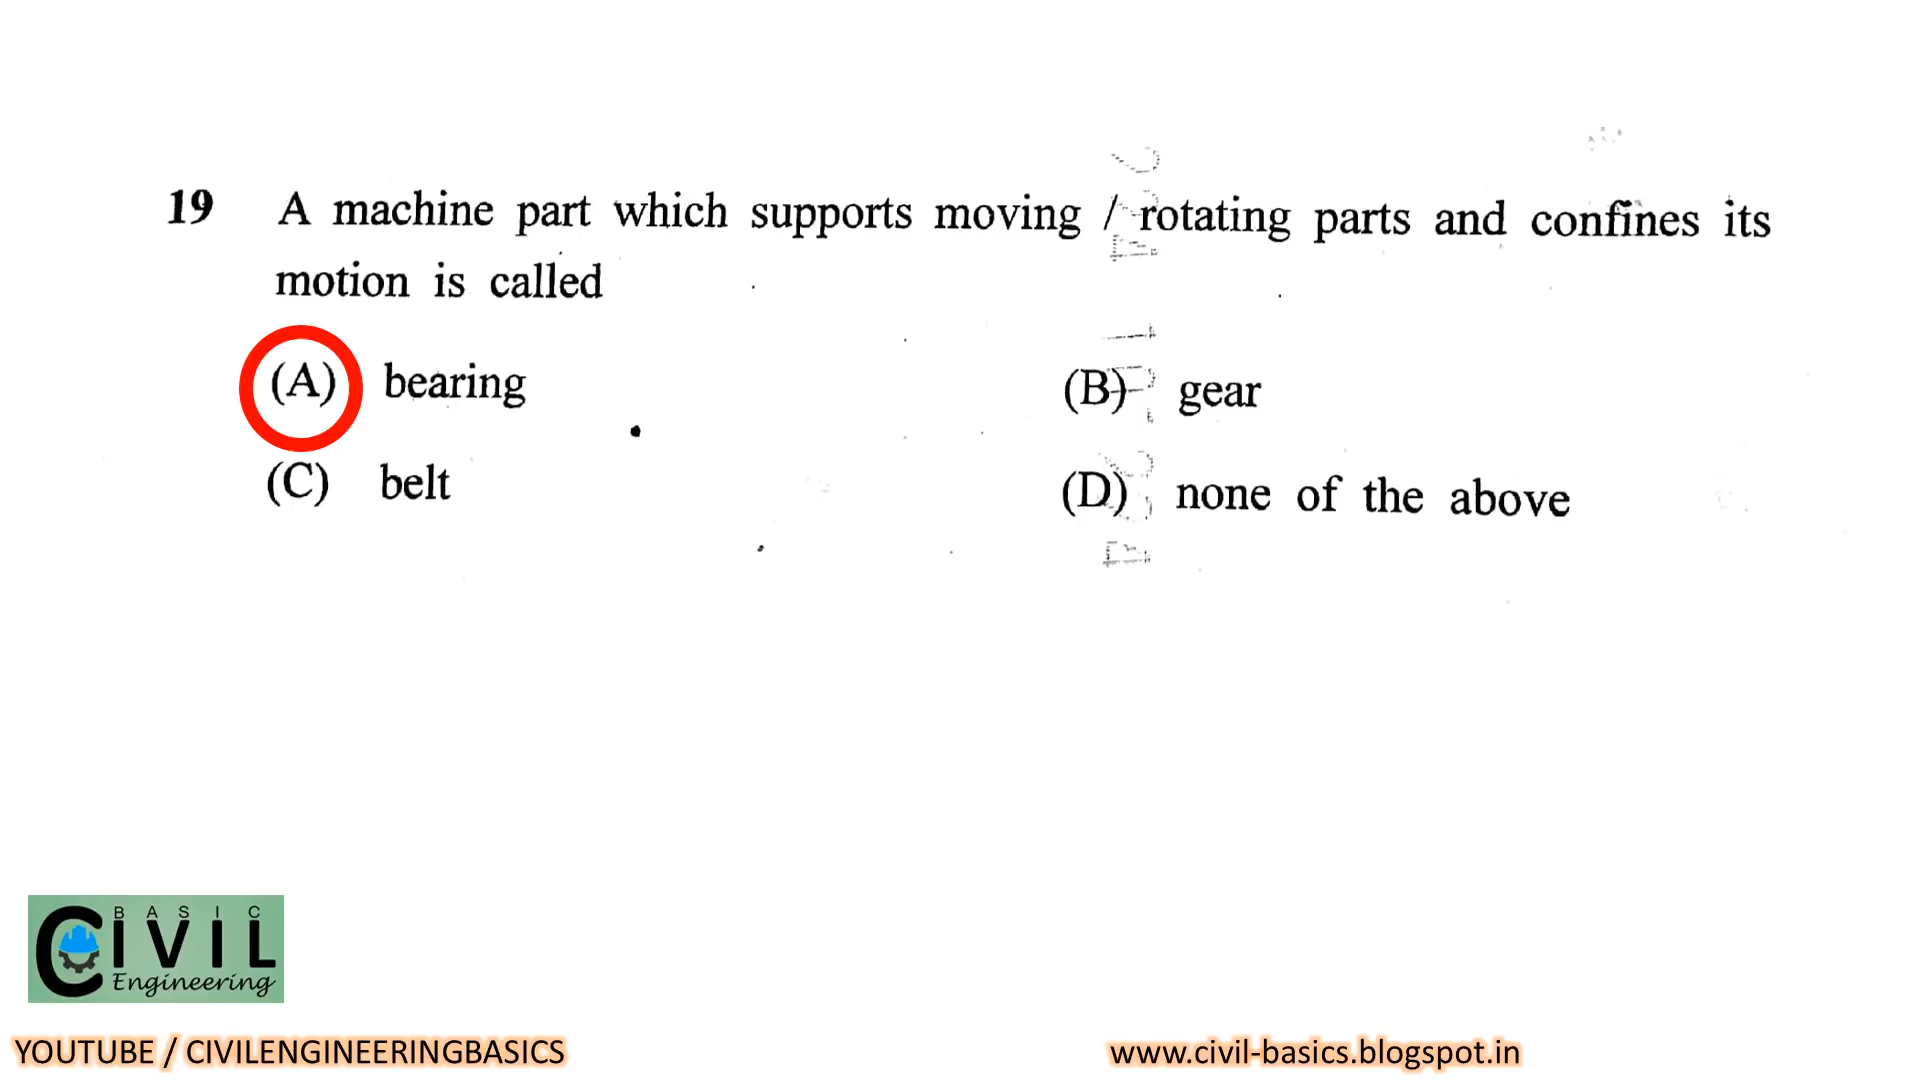 19 A machine part which supports moving / rotating parts and confines its
motion is called
(A) bearing (B) gear
(C) belt (D) none of the above
BASIC
CIVIL
Engineering
YOUTUBE / CIVILENGINEERINGBASICS www.civil-basics.blogspot.in